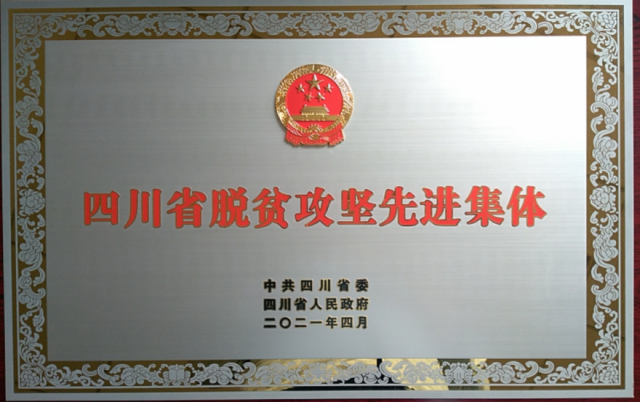 四川省脱贫攻坚先进集体
中共四川省委
四川省人民政府
二〇二一年四月